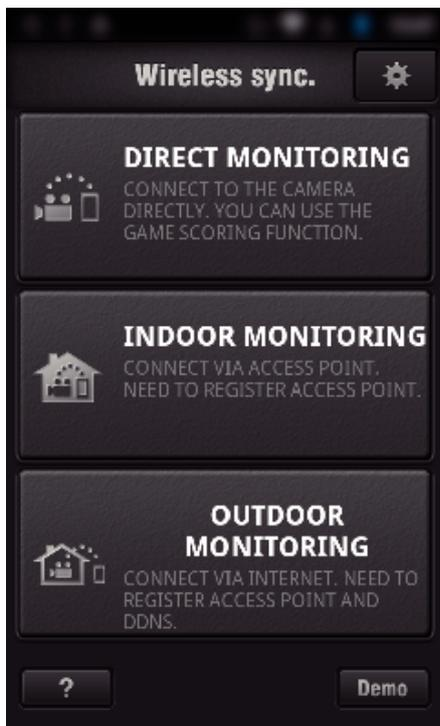 Wireless sync.
DIRECT MONITORING
CONNECT TO THE CAMERA
DIRECTLY. YOU CAN USE THE
GAME SCORING FUNCTION.
INDOOR MONITORING
CONNECT VIA ACCESS POINT.
NEED TO REGISTER ACCESS POINT.
OUTDOOR
MONITORING
CONNECT VIA INTERNET. NEED TO
REGISTER ACCESS POINT AND
DDNS.
?
Demo